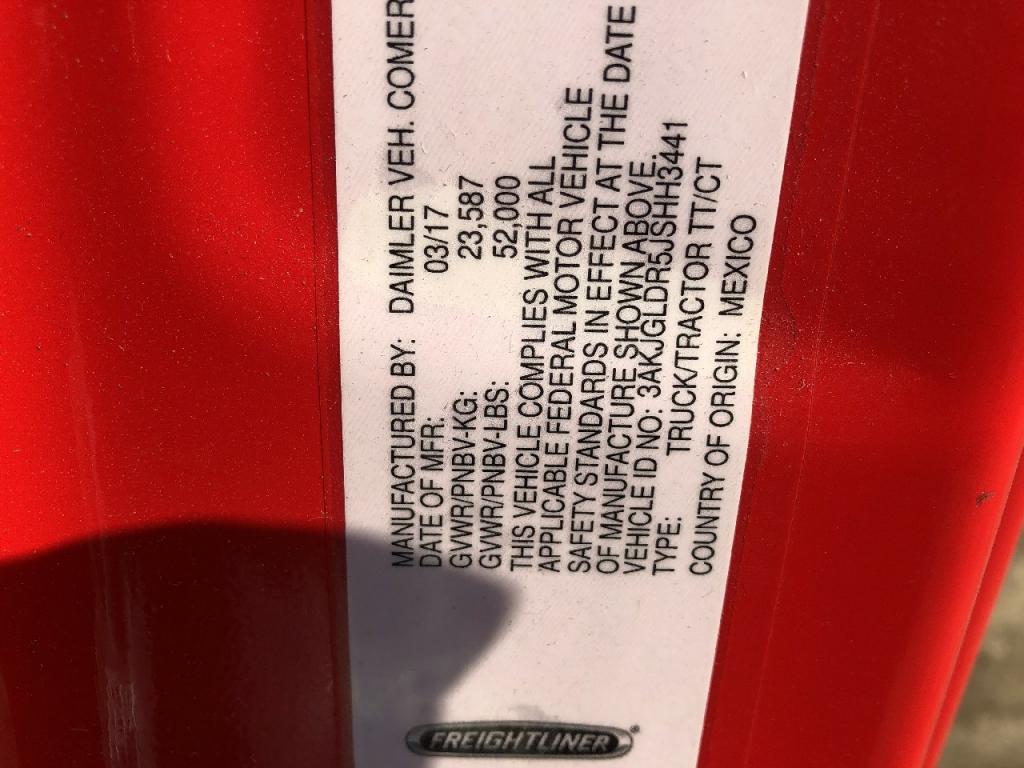 MANUFACTURED BY: DAIMLER VEH. COMER
DATE OF MFR: 03/17
GVWR/PNBV-KG: 23,587
GVWR/PNBV-LBS: 52,000
THIS VEHICLE COMPLIES WITH ALL
APPLICABLE FEDERAL MOTOR VEHICLE
SAFETY STANDARDS IN EFFECT AT THE DATE
OF MANUFACTURE SHOWN ABOVE.
VEHICLE ID NO: 3AKJGLDR5JSHH3441
TYPE: TRUCK/TRACTOR TT/CT
COUNTRY OF ORIGIN: MEXICO
FREIGHTLINER®